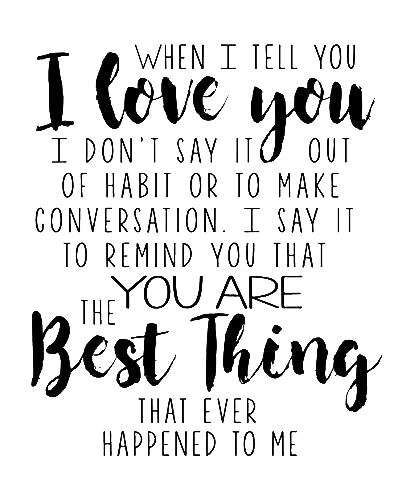 WHEN I TELL YOU
I love you
I DON'T SAY IT OUT
OF HABIT OR TO MAKE
CONVERSATION. I SAY IT
TO REMIND YOU THAT
YOU ARE
THE
Best Thing
THAT EVER
HAPPENED TO ME